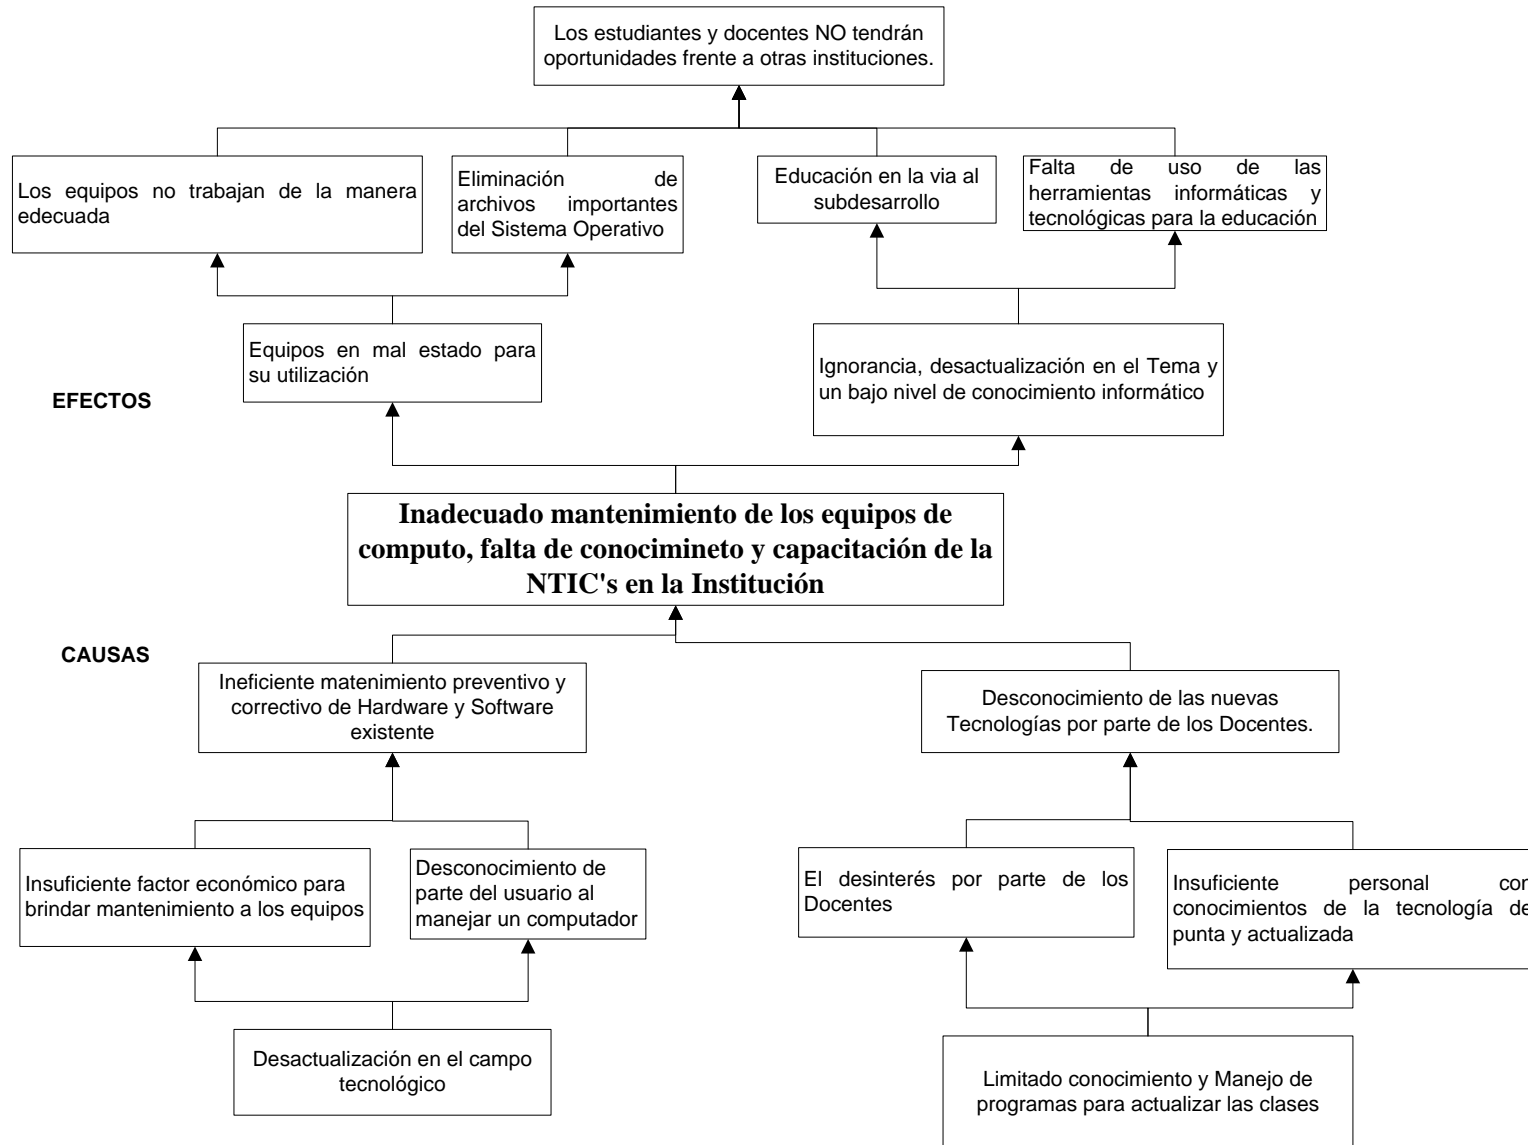 Los estudiantes y docentes NO tendrán
oportunidades frente a otras instituciones.
Los equipos no trabajan de la manera
edecuada
Eliminación de
archivos importantes
del Sistema Operativo
Educación en la via al
subdesarrollo
Falta de uso de las
herramientas informáticas y
tecnológicas para la educación
Equipos en mal estado para
su utilización
Ignorancia, desactualización en el Tema y
un bajo nivel de conocimiento informático
EFECTOS
Inadecuado mantenimiento de los equipos de
computo, falta de conocimineto y capacitación de la
NTIC's en la Institución
CAUSAS
Ineficiente matenimiento preventivo y
correctivo de Hardware y Software
existente
Desconocimiento de las nuevas
Tecnologías por parte de los Docentes.
Insuficiente factor económico para
brindar mantenimiento a los equipos
Desconocimiento de
parte del usuario al
manejar un computador
El desinterés por parte de los
Docentes
Insuficiente personal con
conocimientos de la tecnología de
punta y actualizada
Desactualización en el campo
tecnológico
Limitado conocimiento y Manejo de
programas para actualizar las clases